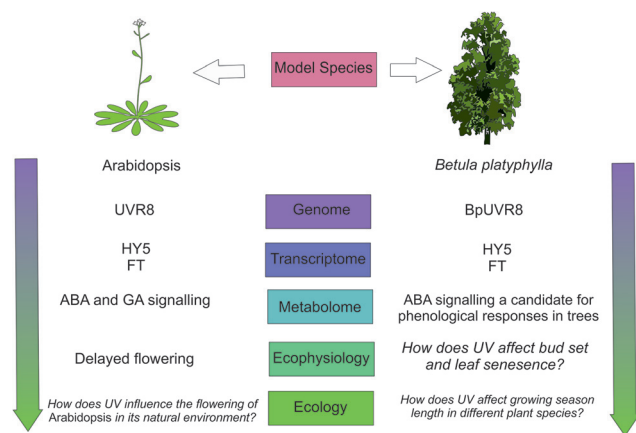 Model Species
Arabidopsis
Betula platyphylla
UVR8
Genome
BpUVR8
HY5
FT
Transcriptome
HY5
FT
ABA and GA signalling
Metabolome
ABA signalling a candidate for
phenological responses in trees
Delayed flowering
Ecophysiology
How does UV affect bud set
and leaf senesence?
How does UV influence the flowering of
Arabidopsis in its natural environment?
Ecology
How does UV affect growing season
length in different plant species?